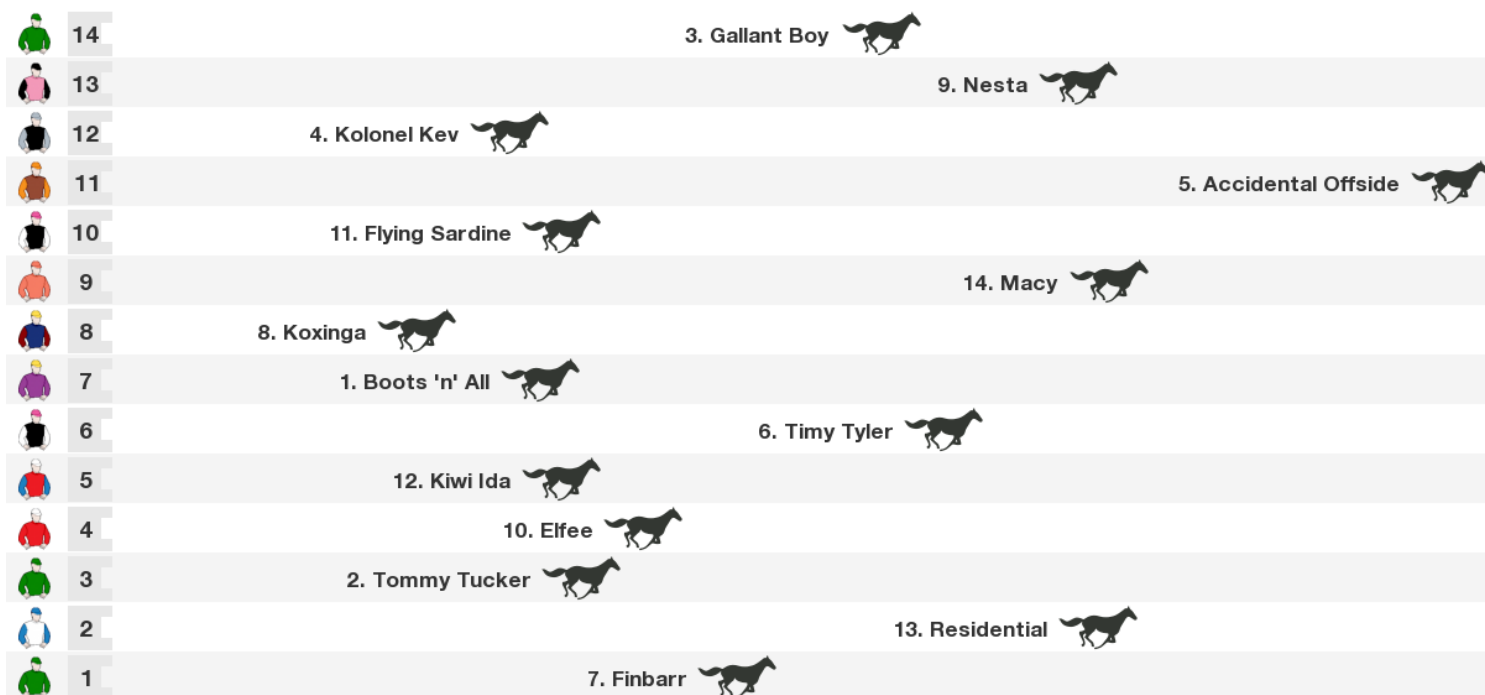 14 3. Gallant Boy
13 9. Nesta
12 4. Kolonel Kev
11 5. Accidental Offside
10 11. Flying Sardine
9 14. Macy
8 8. Koxinga
7 1. Boots 'n' All
6 6. Timy Tyler
5 12. Kiwi Ida
4 10. Elfee
3 2. Tommy Tucker
2 13. Residential
1 7. Finbarr